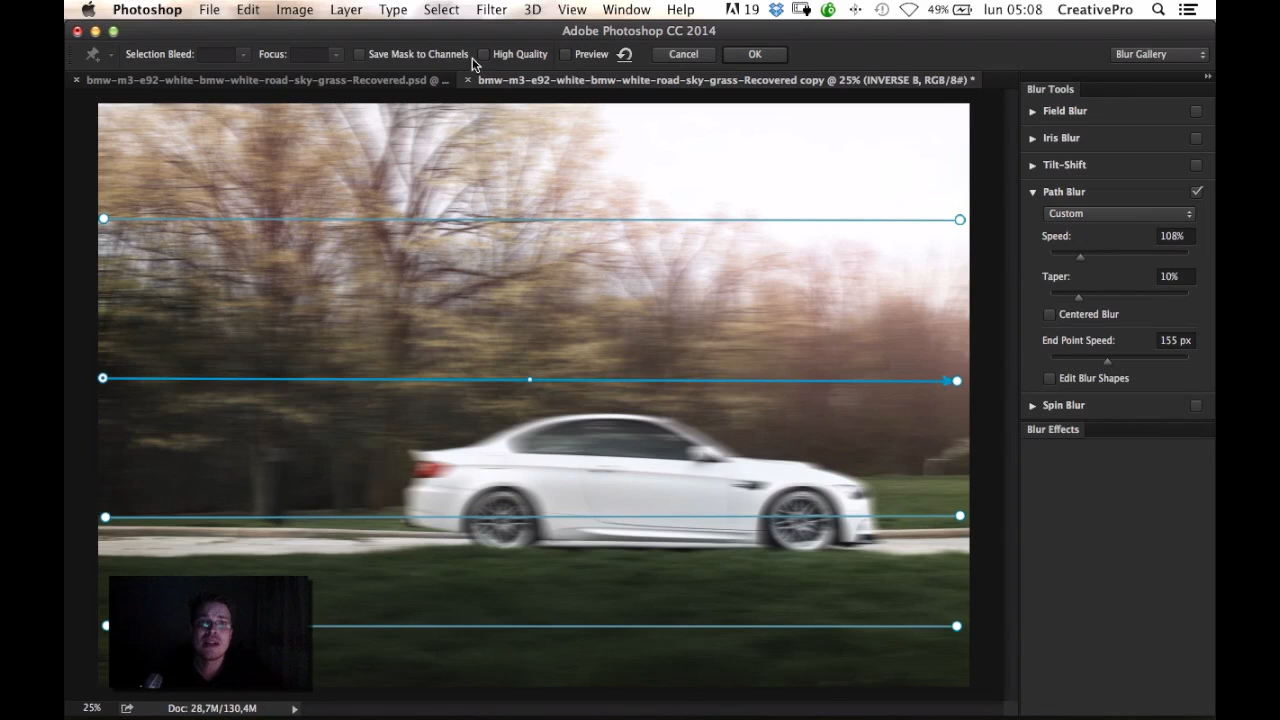 Photoshop File Edit Image Layer Type Select Filter 3D View Window Help 19 49% lun 05:08 CreativePro
Adobe Photoshop CC 2014
Selection Bleed: Focus: Save Mask to Channels High Quality Preview Cancel OK Blur Gallery
× bmw-m3-e92-white-bmw-white-road-sky-grass-Recovered.psd @ ... × bmw-m3-e92-white-bmw-white-road-sky-grass-Recovered copy @ 25% (INVERSE B, RGB/8#) *
Blur Tools
Field Blur
Iris Blur
Tilt-Shift
Path Blur
Custom
Speed: 108%
Taper: 10%
Centered Blur
End Point Speed: 155 px
Edit Blur Shapes
Spin Blur
Blur Effects
25% Doc: 28,7M/130,4M